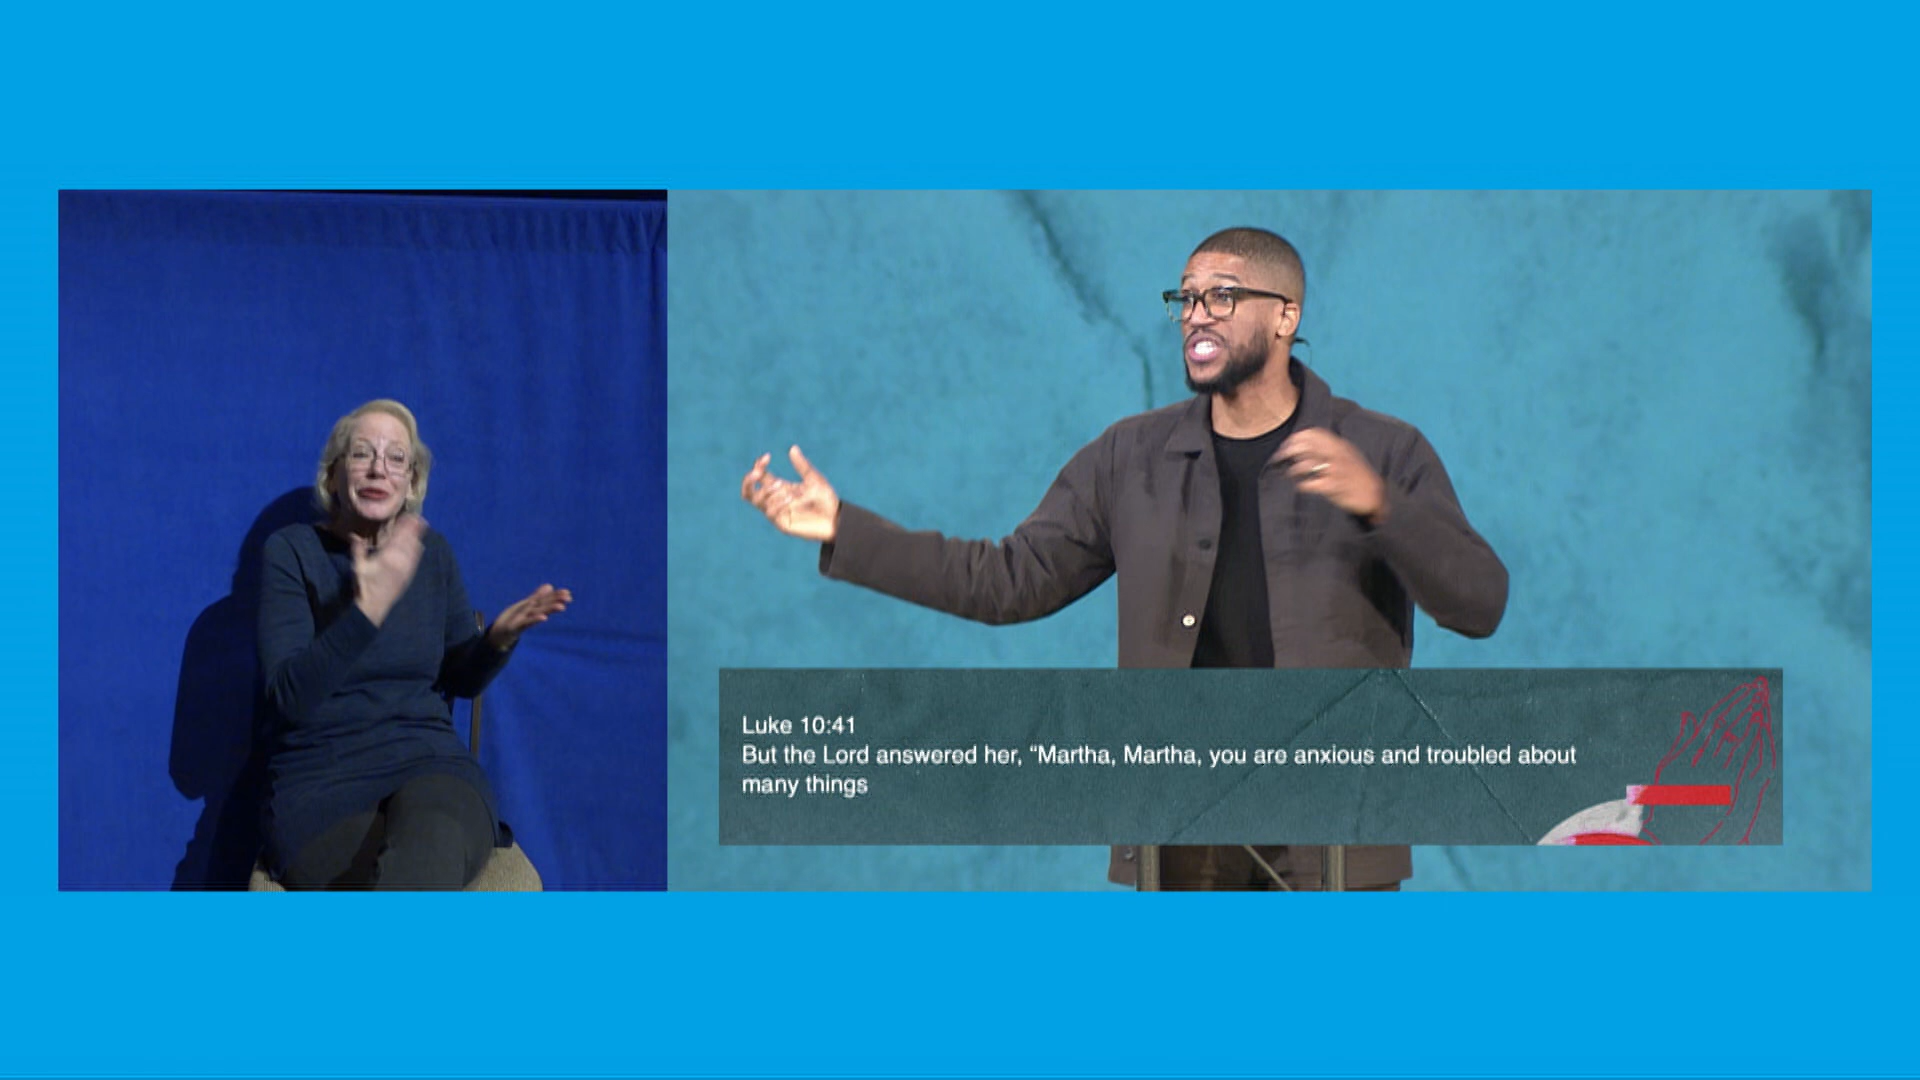 Luke 10:41
But the Lord answered her, “Martha, Martha, you are anxious and troubled about
many things